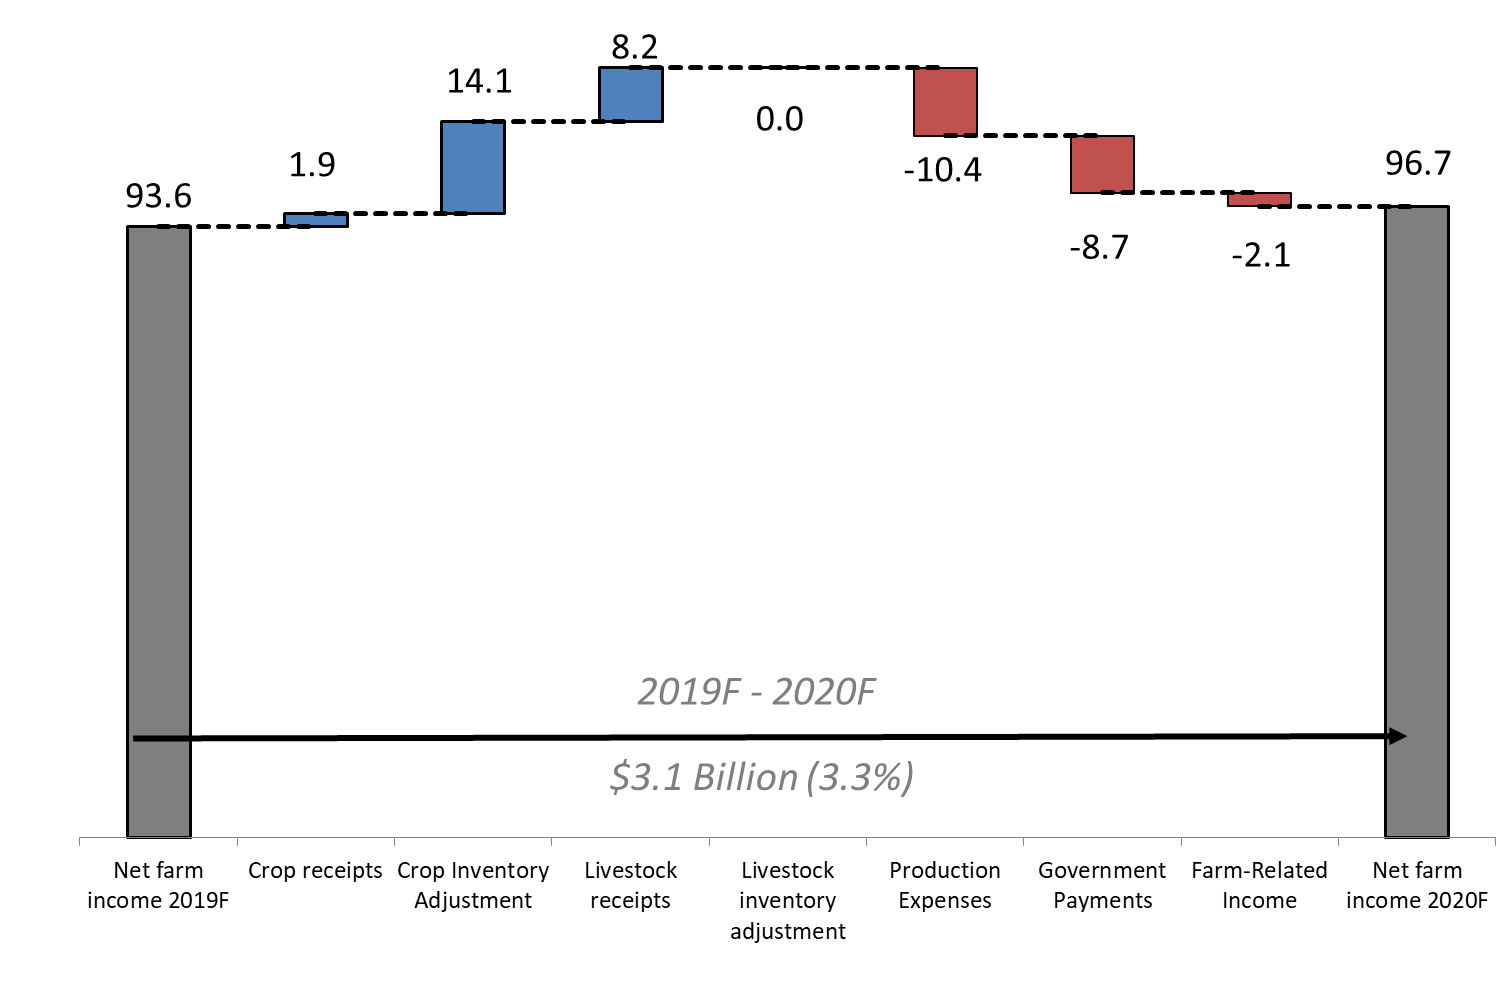 8.2
14.1
0.0
1.9
-10.4
96.7
93.6
-8.7
-2.1
2019F - 2020F
$3.1 Billion (3.3%)
Net farm
income 2019F
Crop receipts
Crop Inventory
Adjustment
Livestock
receipts
Livestock
inventory
adjustment
Production
Expenses
Government
Payments
Farm-Related
Income
Net farm
income 2020F